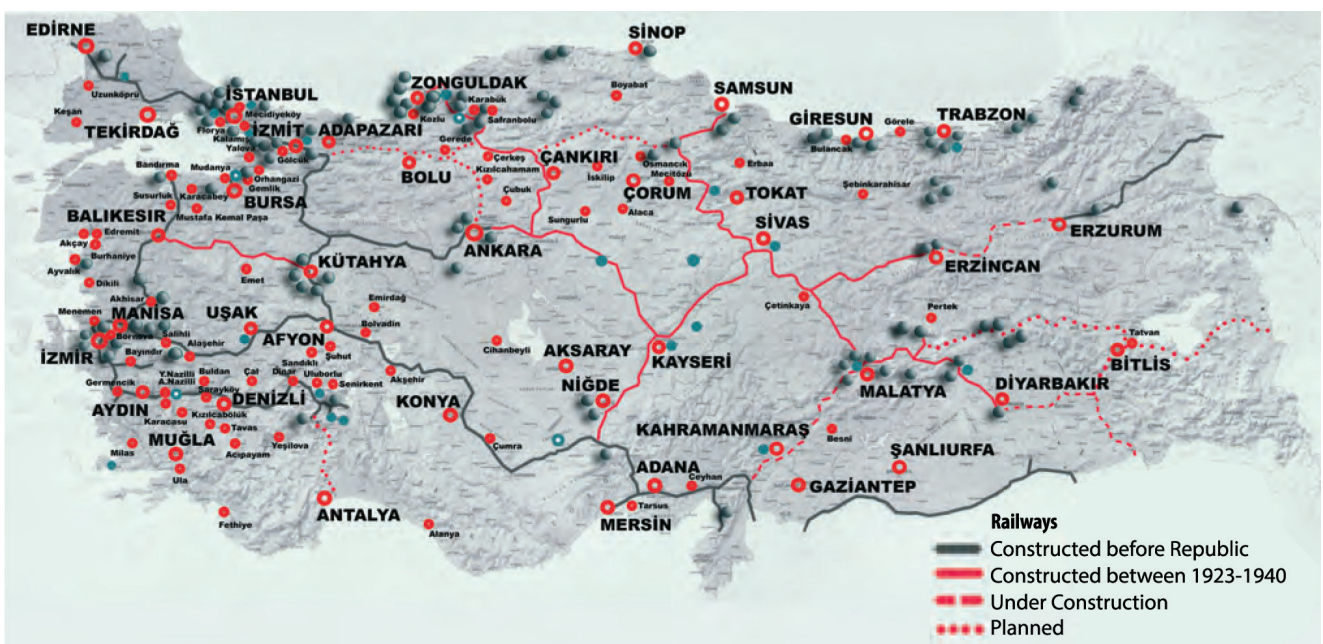 EDİRNE
Uzunköprü
Keşan
TEKİRDAĞ
İSTANBUL
Mecidiyeköy
Florya
Kalamış
Yalova
İZMİT
Gölcük
ADAPAZARI
ZONGULDAK
Kozlu
Karabük
Safranbolu
Gerede
BOLU
Çerkeş
Kızılcahamam
ÇANKIRI
Çubuk
SİNOP
Boyabat
SAMSUN
Osmancık
Mecitözü
İskilip
ÇORUM
Alaca
Sungurlu
Erbaa
TOKAT
GİRESUN
Bulancak
Görele
TRABZON
Şebinkarahisar
Bandırma
Mudanya
Orhangazi
Gemlik
Susurluk
Karacabey
BURSA
Mustafa Kemal Paşa
BALIKESIR
Edremit
Akçay
Burhaniye
Ayvalık
Dikili
KÜTAHYA
Emet
ANKARA
SİVAS
ERZİNCAN
ERZURUM
Çetinkaya
Pertek
Akhisar
Menemen
MANİSA
Bornova
Salihli
İZMİR
Bayındır
Alaşehir
UŞAK
AFYON
Emirdağ
Bolvadin
Şuhut
Sandıklı
Cihanbeyli
AKSARAY
KAYSERİ
NİĞDE
MALATYA
DİYARBAKIR
Tatvan
BİTLİS
Germencik
Y.Nazilli
A.Nazilli
Buldan
Sarayköy
Çal
Dinar
Uluborlu
Senirkent
Akşehir
AYDIN
DENİZLİ
Kızılcabölük
Karacasu
Tavas
Acıpayam
Yeşilova
KONYA
Çumra
MUĞLA
Milas
Ula
Fethiye
ANTALYA
Alanya
KAHRAMANMARAŞ
Besni
ŞANLIURFA
GAZİANTEP
ADANA
Ceyhan
Tarsus
MERSİN
Railways
Constructed before Republic
Constructed between 1923-1940
Under Construction
Planned